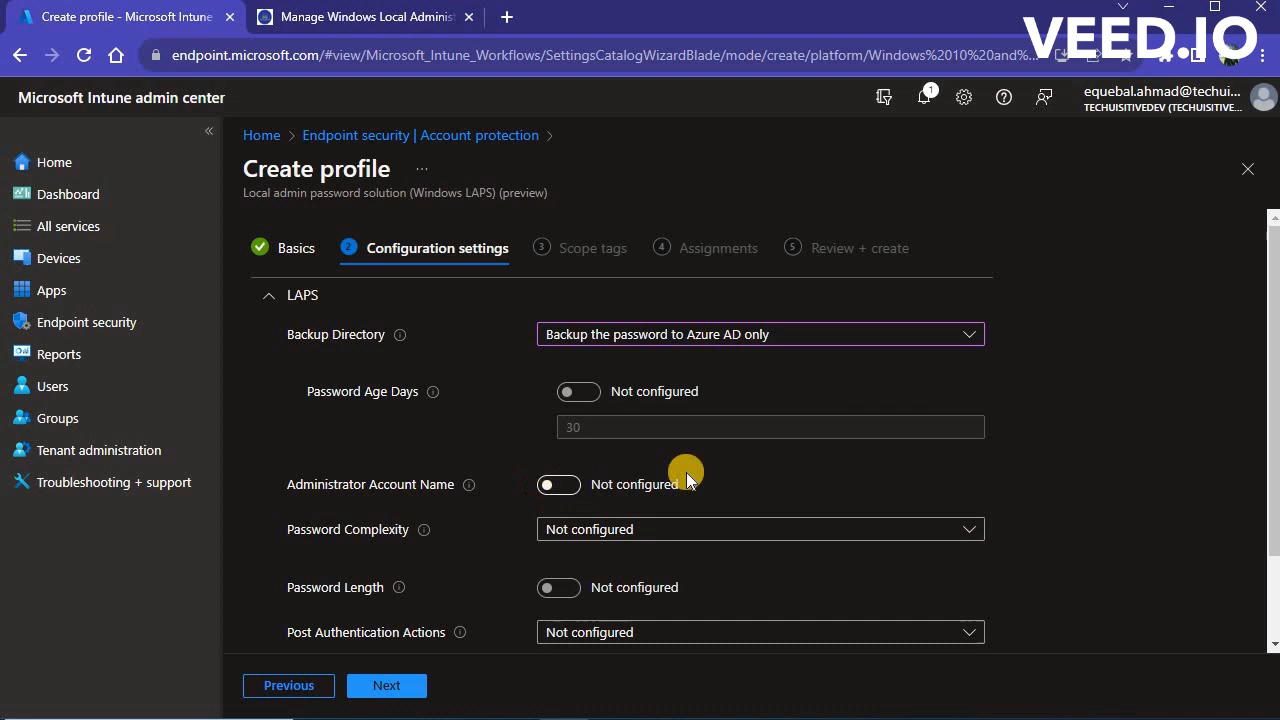 Create profile - Microsoft Intune
Manage Windows Local Administ
VEED.IO
endpoint.microsoft.com/#view/Microsoft_Intune_Workflows/SettingsCatalogWizardBlade/mode/create/platform/Windows%2010%20and%...
Microsoft Intune admin center
1
equebal.ahmad@techui...
TECHUISITIVEDEV (TECHUISITIVE...
«
Home
Dashboard
All services
Devices
Apps
Endpoint security
Reports
Users
Groups
Tenant administration
Troubleshooting + support
Home > Endpoint security | Account protection >
Create profile ...
Local admin password solution (Windows LAPS) (preview)
Basics 2 Configuration settings 3 Scope tags 4 Assignments 5 Review + create
LAPS
Backup Directory Backup the password to Azure AD only
Password Age Days Not configured
30
Administrator Account Name Not configured
Password Complexity Not configured
Password Length Not configured
Post Authentication Actions Not configured
Previous Next